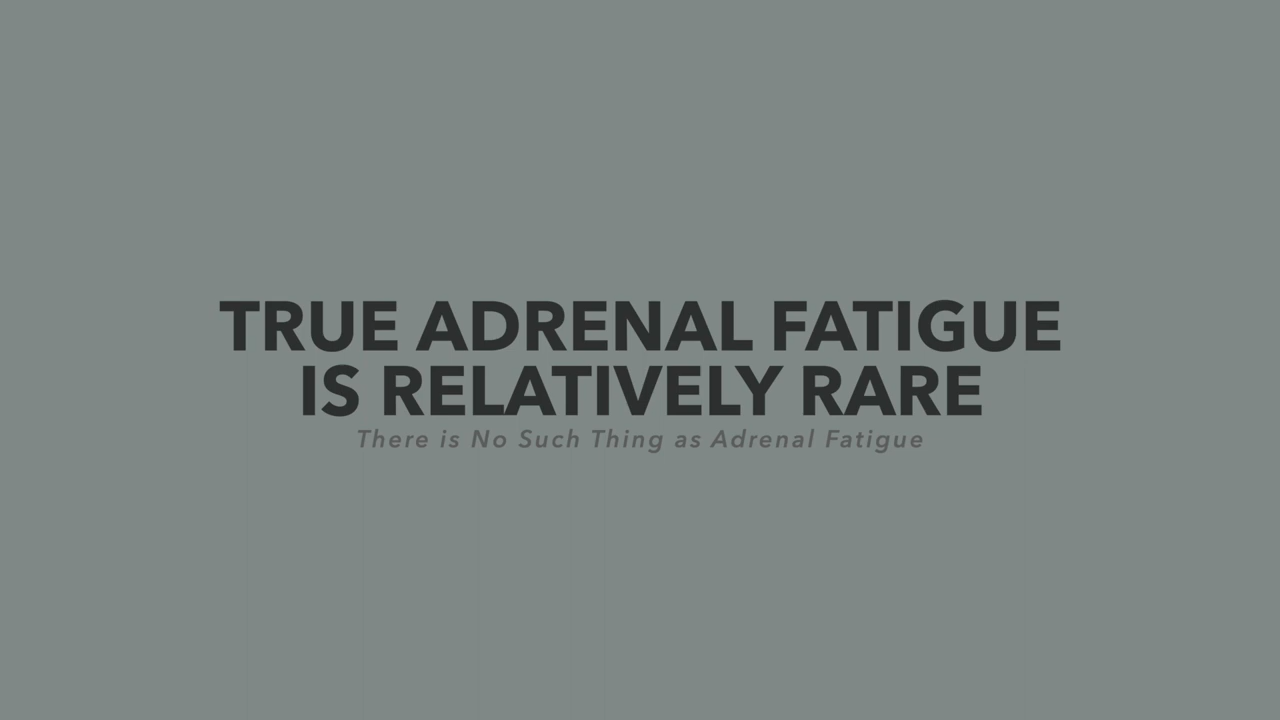 TRUE ADRENAL FATIGUE
IS RELATIVELY RARE
There is No Such Thing as Adrenal Fatigue